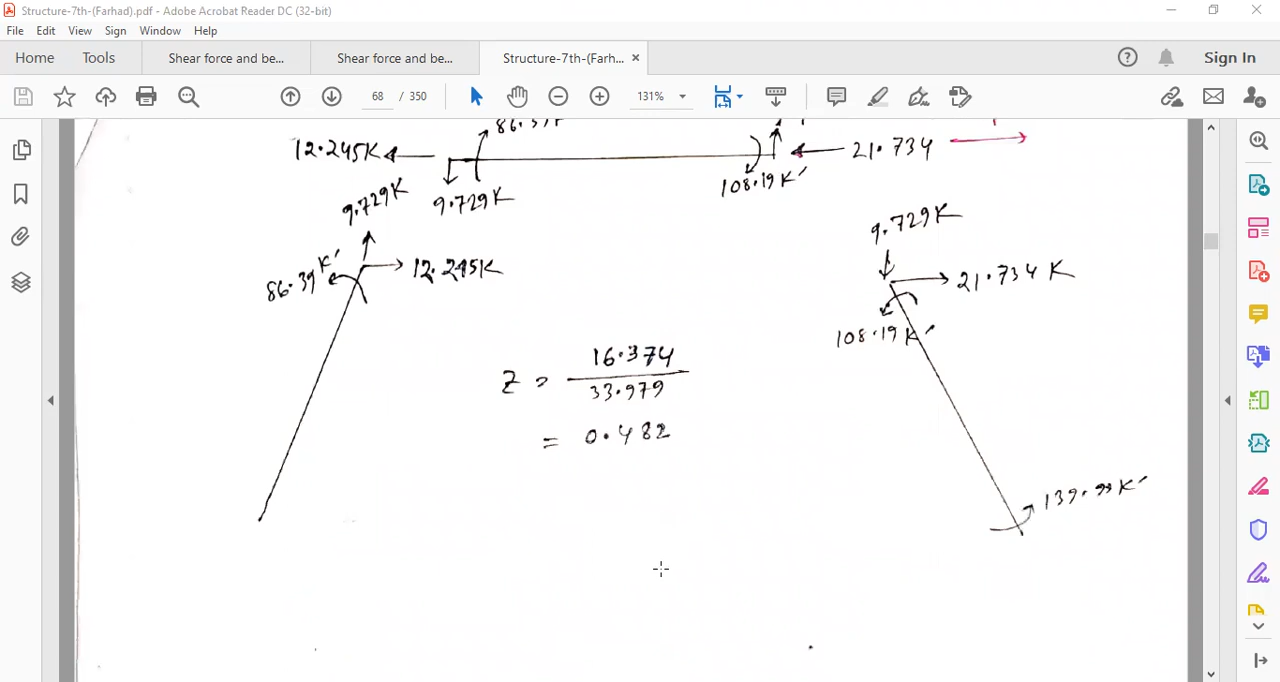 Structure-7th-(Farhad).pdf - Adobe Acrobat Reader DC (32-bit)
File Edit View Sign Window Help
Home Tools Shear force and be... Shear force and be... Structure-7th-(Farh... × Sign In
68 / 350 131%
12.245K 21.734
9.729K 108.19K'
9.729K
86.39K' 12.245K
9.729K
21.734 K
108.19K'
Z = 16.374
33.979
= 0.482
139.99K'